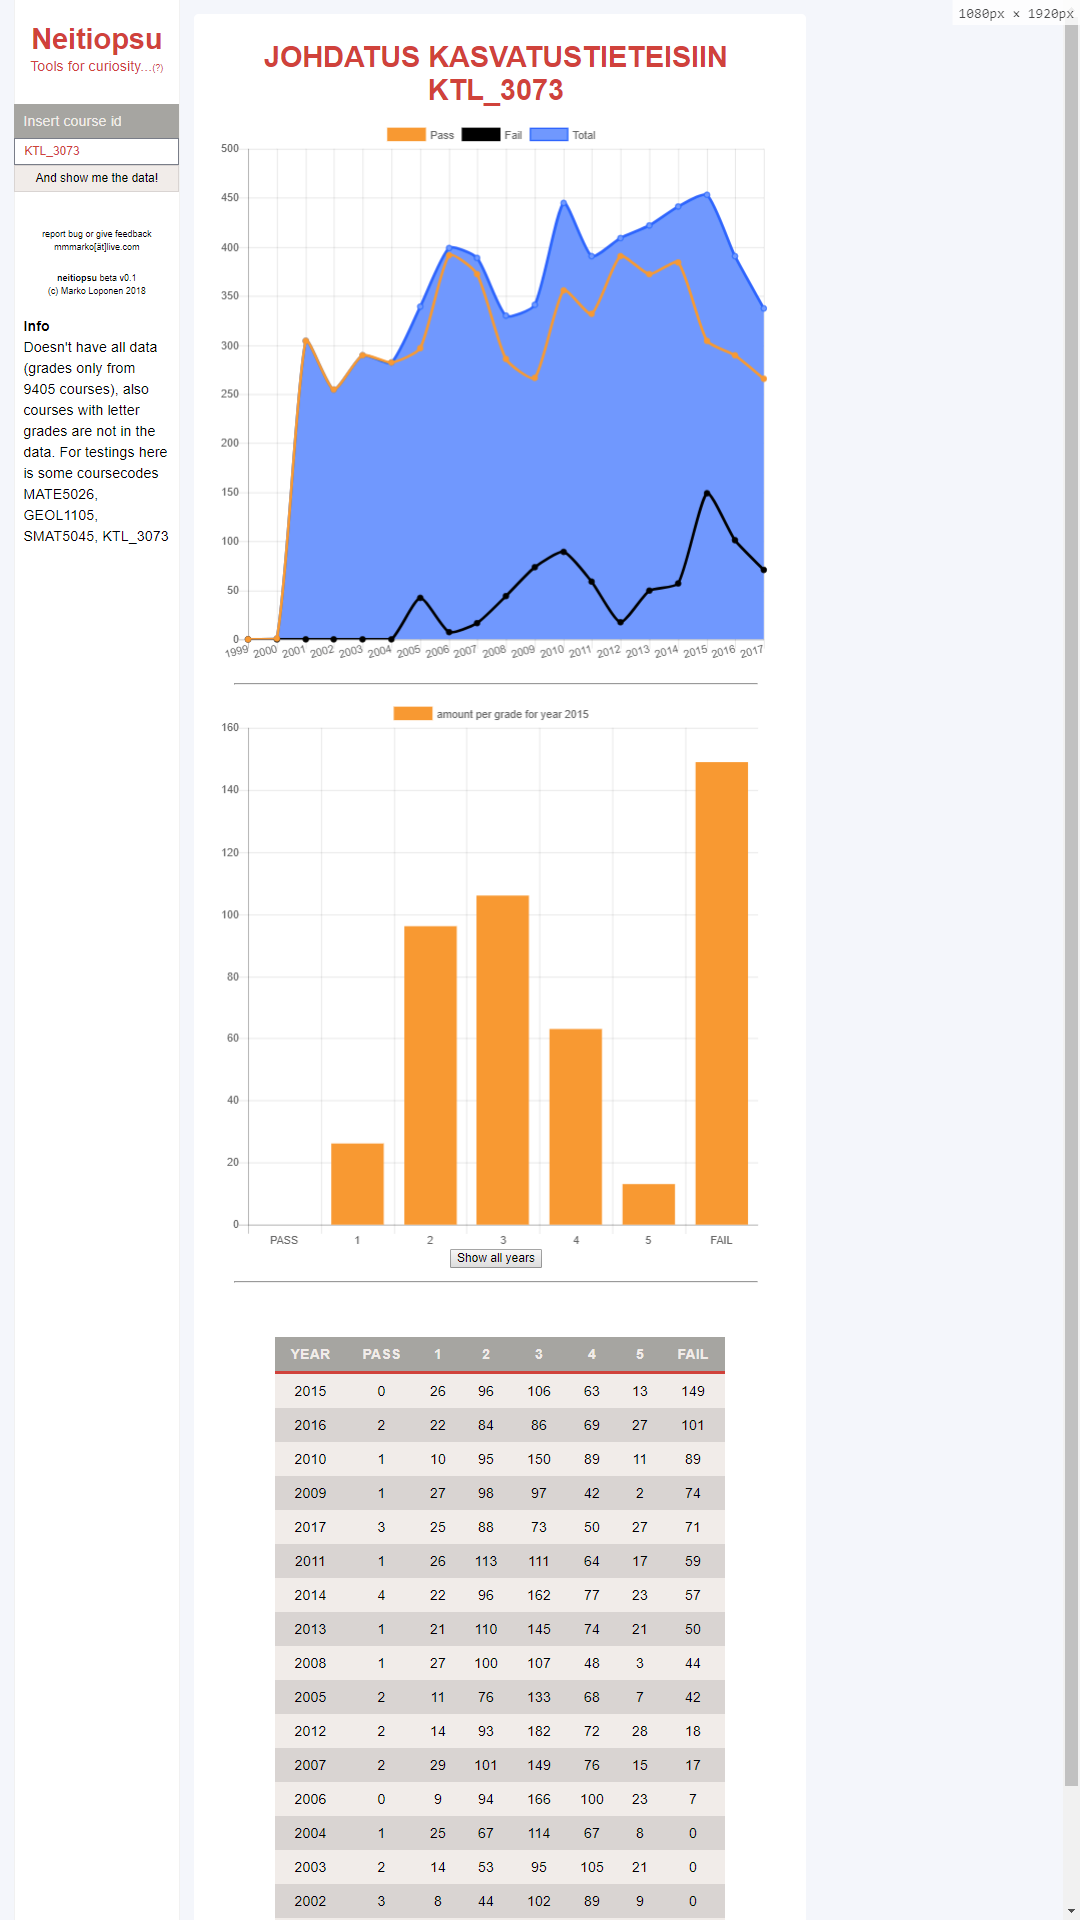 1080px × 1920px
Neitiopsu
Tools for curiosity...(?)
Insert course id
KTL_3073
And show me the data!
report bug or give feedback
mmmarko[ät]live.com
neitiopsu beta v0.1
(c) Marko Loponen 2018
Info
Doesn't have all data
(grades only from
9405 courses), also
courses with letter
grades are not in the
data. For testings here
is some coursecodes
MATE5026,
GEOL1105,
SMAT5045, KTL_3073
JOHDATUS KASVATUSTIETEISIIN
KTL_3073
Pass Fail Total
500
450
400
350
300
250
200
150
100
50
0
1999 2000 2001 2002 2003 2004 2005 2006 2007 2008 2009 2010 2011 2012 2013 2014 2015 2016 2017
amount per grade for year 2015
160
140
120
100
80
60
40
20
0
PASS 1 2 3 4 5 FAIL
Show all years
YEAR PASS 1 2 3 4 5 FAIL
2015 0 26 96 106 63 13 149
2016 2 22 84 86 69 27 101
2010 1 10 95 150 89 11 89
2009 1 27 98 97 42 2 74
2017 3 25 88 73 50 27 71
2011 1 26 113 111 64 17 59
2014 4 22 96 162 77 23 57
2013 1 21 110 145 74 21 50
2008 1 27 100 107 48 3 44
2005 2 11 76 133 68 7 42
2012 2 14 93 182 72 28 18
2007 2 29 101 149 76 15 17
2006 0 9 94 166 100 23 7
2004 1 25 67 114 67 8 0
2003 2 14 53 95 105 21 0
2002 3 8 44 102 89 9 0